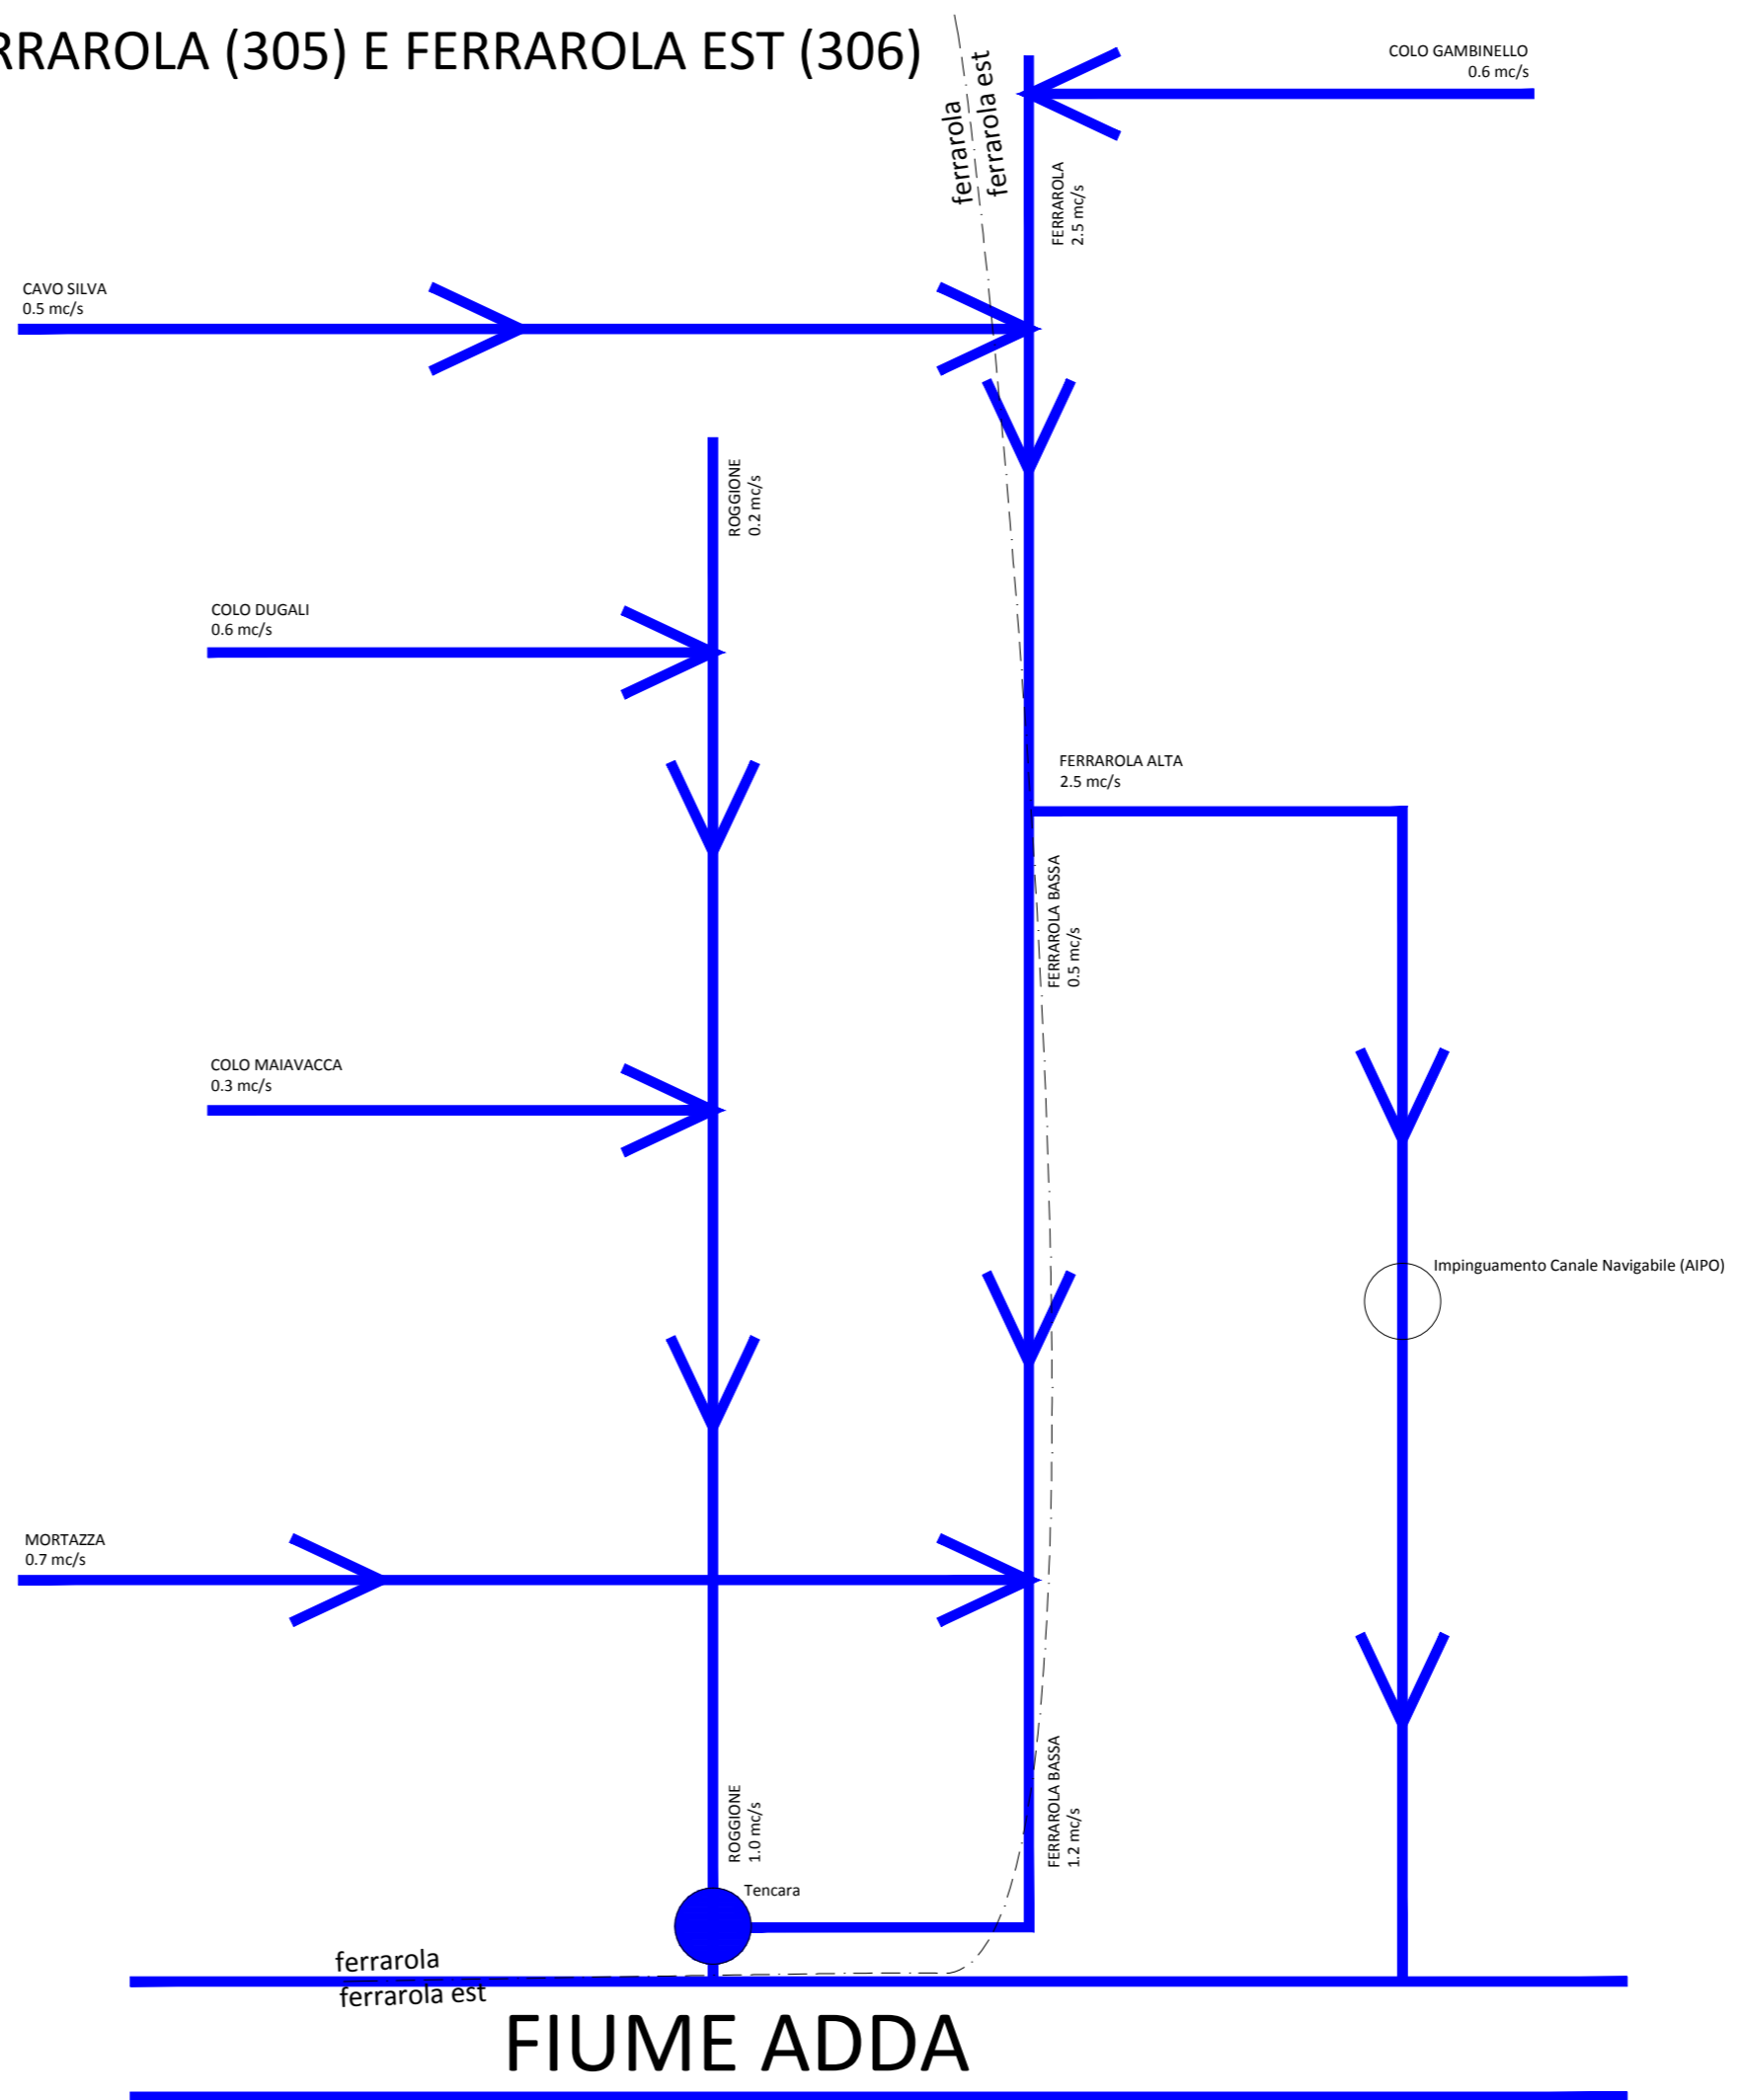 RRAROLA (305) E FERRAROLA EST (306)
COLO GAMBINELLO
0.6 mc/s
ferrarola
ferrarola est
FERRAROLA
2.5 mc/s
CAVO SILVA
0.5 mc/s
ROGGIONE
0.2 mc/s
COLO DUGALI
0.6 mc/s
FERRAROLA ALTA
2.5 mc/s
FERRAROLA BASSA
0.5 mc/s
COLO MAIAVACCA
0.3 mc/s
Impinguamento Canale Navigabile (AIPO)
MORTAZZA
0.7 mc/s
ROGGIONE
1.0 mc/s
FERRAROLA BASSA
1.2 mc/s
Tencara
ferrarola
ferrarola est
FIUME ADDA